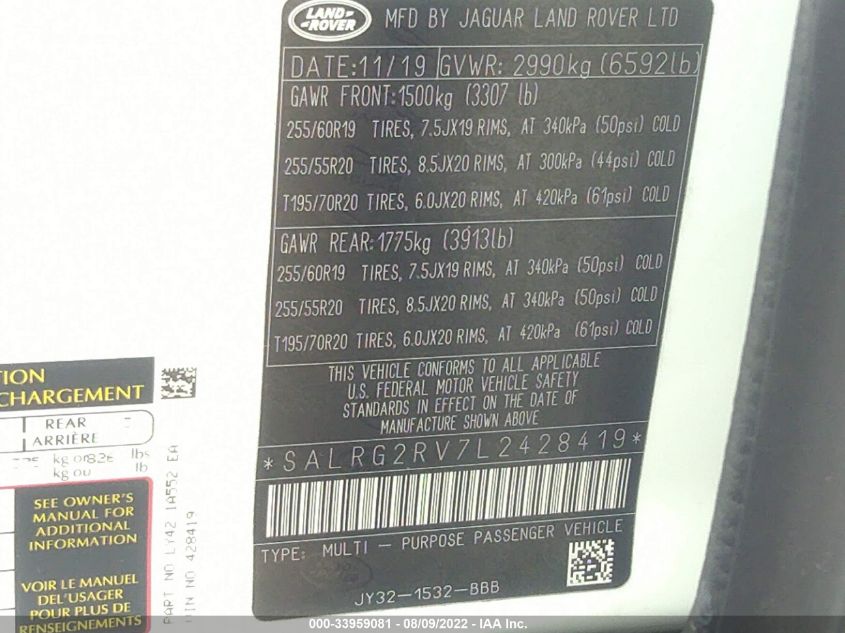 LAND ROVER
MFD BY JAGUAR LAND ROVER LTD
DATE:11/19 GVWR: 2990kg (6592lb)
GAWR FRONT:1500kg (3307 lb)
255/60R19 TIRES, 7.5JX19 RIMS, AT 340kPa (50psi) COLD
255/55R20 TIRES, 8.5JX20 RIMS, AT 300kPa (44psi) COLD
T195/70R20 TIRES, 6.0JX20 RIMS, AT 420kPa (61psi) COLD
GAWR REAR:1775kg (3913lb)
255/60R19 TIRES, 7.5JX19 RIMS, AT 340kPa (50psi) COLD
255/55R20 TIRES, 8.5JX20 RIMS, AT 340kPa (50psi) COLD
T195/70R20 TIRES, 6.0JX20 RIMS, AT 420kPa (61psi) COLD
THIS VEHICLE CONFORMS TO ALL APPLICABLE
U.S. FEDERAL MOTOR VEHICLE SAFETY
STANDARDS IN EFFECT ON THE DATE OF
MANUFACTURE SHOWN ABOVE
*SALRG2RV7L2428419*
TYPE: MULTI - PURPOSE PASSENGER VEHICLE
JY32-1532-BBB
TION
CHARGEMENT
REAR
ARRIÈRE
kg or lbs
kg ou lb
SEE OWNER'S
MANUAL FOR
ADDITIONAL
INFORMATION
VOIR LE MANUEL
DEL'USAGER
POUR PLUS DE
RENSEIGNEMENTS
PART NO LY42 1A552 EA
VIN NO 428419
000-33959081 - 08/09/2022 - IAA Inc.